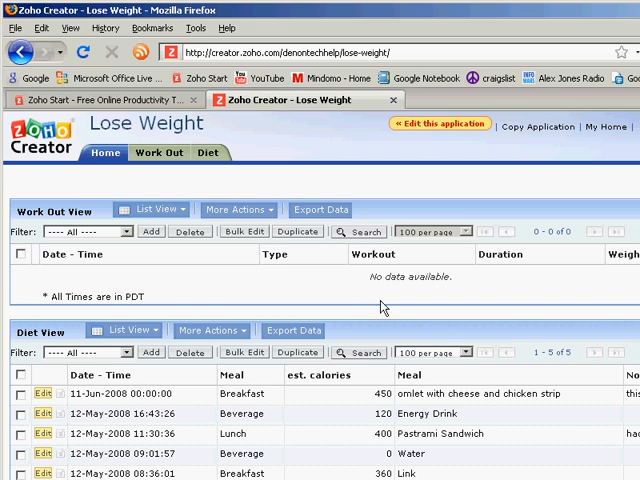 Zoho Creator - Lose Weight - Mozilla Firefox
File Edit View History Bookmarks Tools Help
http://creator.zoho.com/denontechhelp/lose-weight/
Google Microsoft Office Live ... Zoho Start YouTube Mindomo - Home Google Notebook craigslist Alex Jones Radio Goo
Zoho Start - Free Online Productivity T... Zoho Creator - Lose Weight
ZOHO Creator
Lose Weight
« Edit this application | Copy Application | My Home |
Home Work Out Diet
Work Out View List View More Actions Export Data
Filter: ---- All ---- Add Delete Bulk Edit Duplicate Search 100 per page 0 - 0 of 0
Date - Time Type Workout Duration Weigh
No data available.
* All Times are in PDT
Diet View List View More Actions Export Data
Filter: ---- All ---- Add Delete Bulk Edit Duplicate Search 100 per page 1 - 5 of 5
Date - Time Meal est. calories Meal No
Edit 11-Jun-2008 00:00:00 Breakfast 450 omlet with cheese and chicken strip this
Edit 12-May-2008 16:43:26 Beverage 120 Energy Drink
Edit 12-May-2008 11:30:36 Lunch 400 Pastrami Sandwich had
Edit 12-May-2008 09:01:57 Beverage 0 Water
Edit 12-May-2008 08:36:01 Breakfast 360 Link